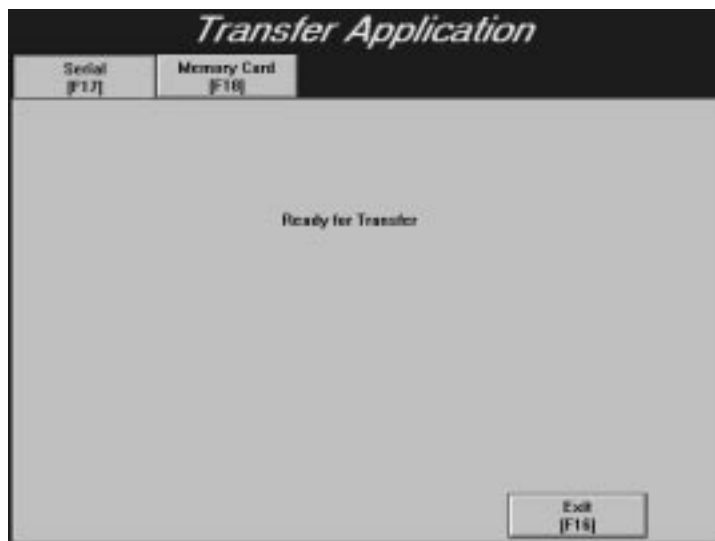 Transfer Application
Serial
[F17]
Memory Card
[F18]
Ready for Transfer
Exit
[F16]